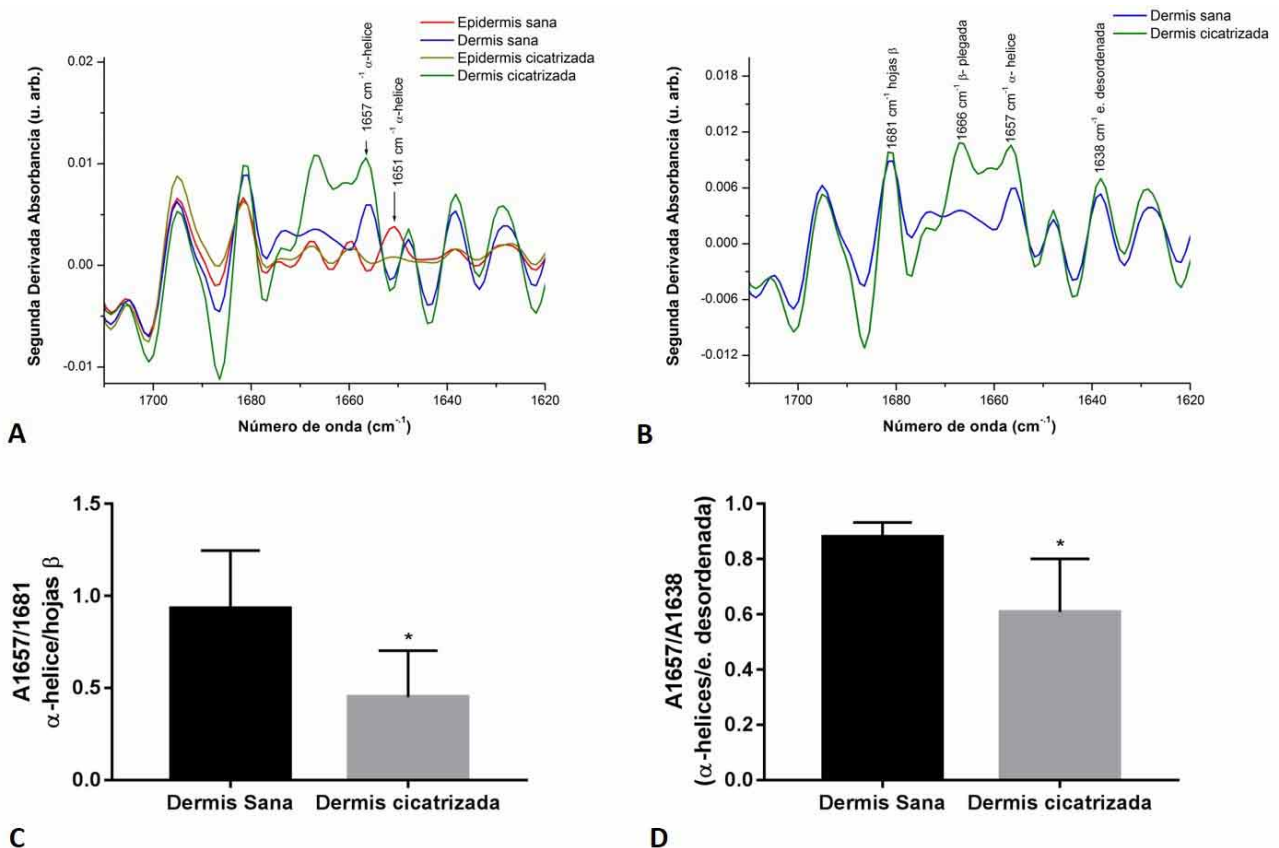 Epidermis sana
Dermis sana
Epidermis cicatrizada
Dermis cicatrizada
1657 cm⁻¹ α-helice
1651 cm⁻¹ α-helice
Segunda Derivada Absorbancia (u. arb.)
0.02
0.01
0.00
-0.01
1700
1680
1660
1640
1620
Número de onda (cm⁻.¹)
A
Dermis sana
Dermis cicatrizada
1681 cm⁻¹ hojas β
1666 cm⁻¹ β- plegada
1657 cm⁻¹ α- helice
1638 cm⁻¹ e. desordenada
Segunda Derivada Absorbancia (u. arb.)
0.018
0.012
0.006
0.000
-0.006
-0.012
1700
1680
1660
1640
1620
Número de onda (cm⁻.¹)
B
A1657/1681
α-helice/hojas β
1.5
1.0
0.5
0.0
*
Dermis Sana
Dermis cicatrizada
C
A1657/A1638
(α-helices/e. desordenada)
1.0
0.8
0.6
0.4
0.2
0.0
*
Dermis Sana
Dermis cicatrizada
D